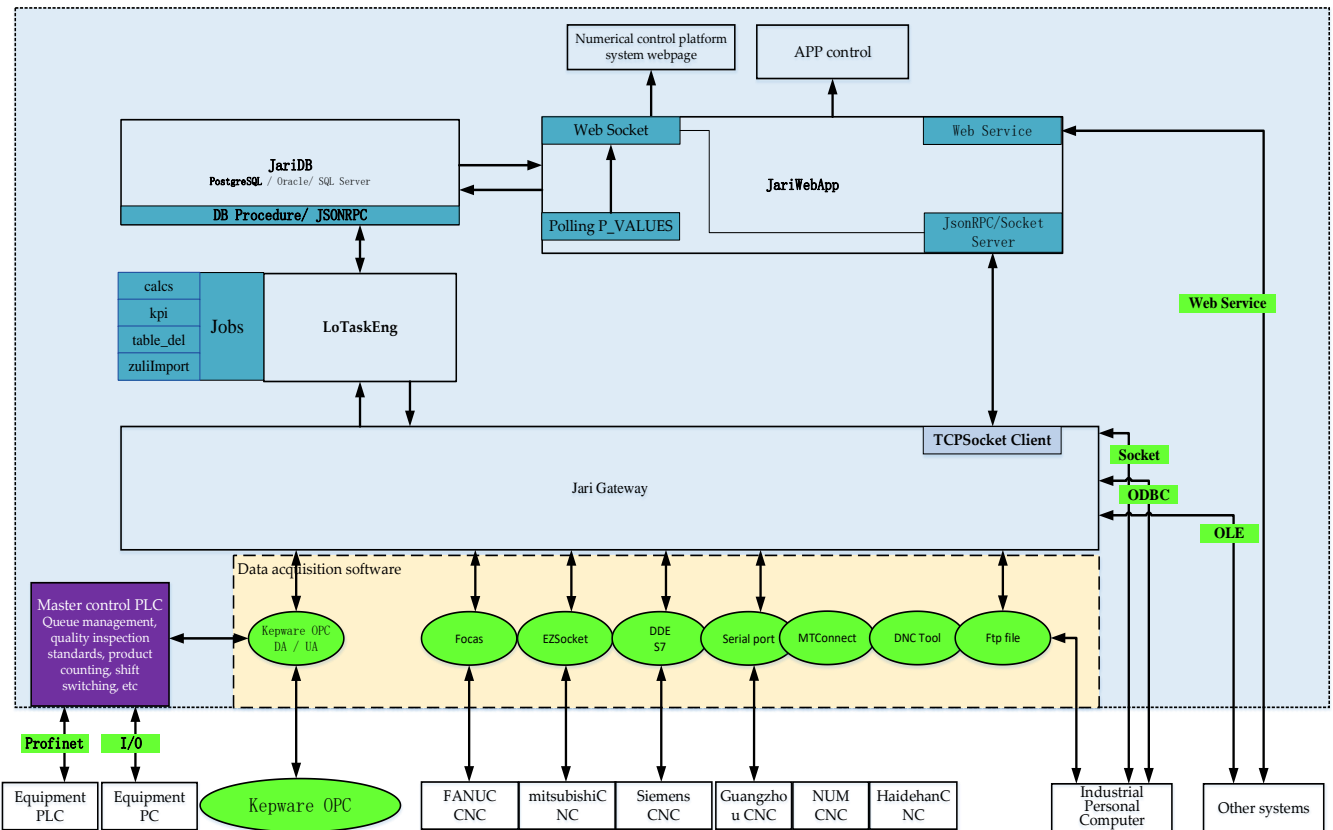 Numerical control platform
system webpage
APP control
Web Socket
Web Service
JariDB
PostgreSQL / Oracle/ SQL Server
DB Procedure/ JSONRPC
JariWebApp
Polling P_VALUES
JsonRPC/Socket
Server
calcs
kpi
table_del
zuliImport
Jobs
LoTaskEng
Web Service
TCPSocket Client
Jari Gateway
Socket
ODBC
OLE
Data acquisition software
Master control PLC
Queue management,
quality inspection
standards, product
counting, shift
switching, etc
Kepware OPC
DA / UA
Focas
EZSocket
DDE
S7
Serial port
MTConnect
DNC Tool
Ftp file
Profinet
I/O
Equipment
PLC
Equipment
PC
Kepware OPC
FANUC
CNC
mitsubishiC
NC
Siemens
CNC
Guangzho
u CNC
NUM
CNC
HaidehanC
NC
Industrial
Personal
Computer
Other systems